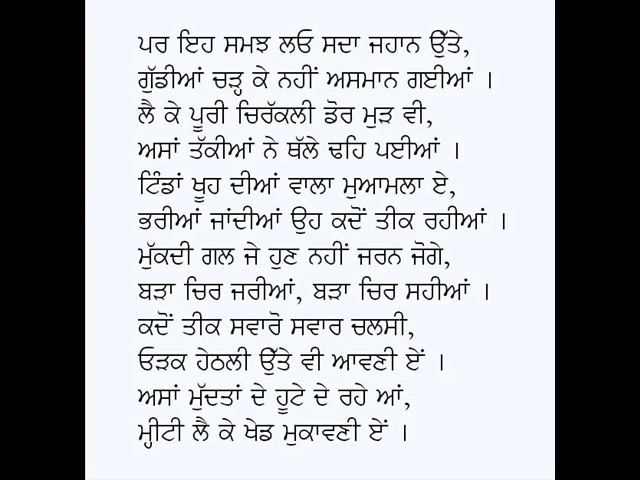 ਪਰ ਇਹ ਸਮਝ ਲਓ ਸਦਾ ਜਹਾਨ ਉੱਤੇ,
ਗੁੱਡੀਆਂ ਚੜ੍ਹ ਕੇ ਨਹੀਂ ਅਸਮਾਨ ਗਈਆਂ ।
ਲੈ ਕੇ ਪੂਰੀ ਚਿਰੱਕਲੀ ਡੋਰ ਮੁੜ ਵੀ,
ਅਸਾਂ ਤੱਕੀਆਂ ਨੇ ਥੱਲੇ ਢਹਿ ਪਈਆਂ ।
ਟਿੰਡਾਂ ਖੂਹ ਦੀਆਂ ਵਾਲਾ ਮੁਆਮਲਾ ਏ,
ਭਰੀਆਂ ਜਾਂਦੀਆਂ ਉਹ ਕਦੋਂ ਤੀਕ ਰਹੀਆਂ ।
ਮੁੱਕਦੀ ਗਲ ਜੇ ਹੁਣ ਨਹੀਂ ਜਰਨ ਜੋਗੇ,
ਬੜਾ ਚਿਰ ਜਰੀਆਂ, ਬੜਾ ਚਿਰ ਸਹੀਆਂ ।
ਕਦੋਂ ਤੀਕ ਸਵਾਰੋ ਸਵਾਰ ਚਲਸੀ,
ਓੜਕ ਹੇਠਲੀ ਉੱਤੇ ਵੀ ਆਵਣੀ ਏਂ ।
ਅਸਾਂ ਮੁੱਦਤਾਂ ਦੇ ਹੂਟੇ ਦੇ ਰਹੇ ਆਂ,
ਮ੍ਹੀਟੀ ਲੈ ਕੇ ਖੇਡ ਮੁਕਾਵਣੀ ਏਂ ।